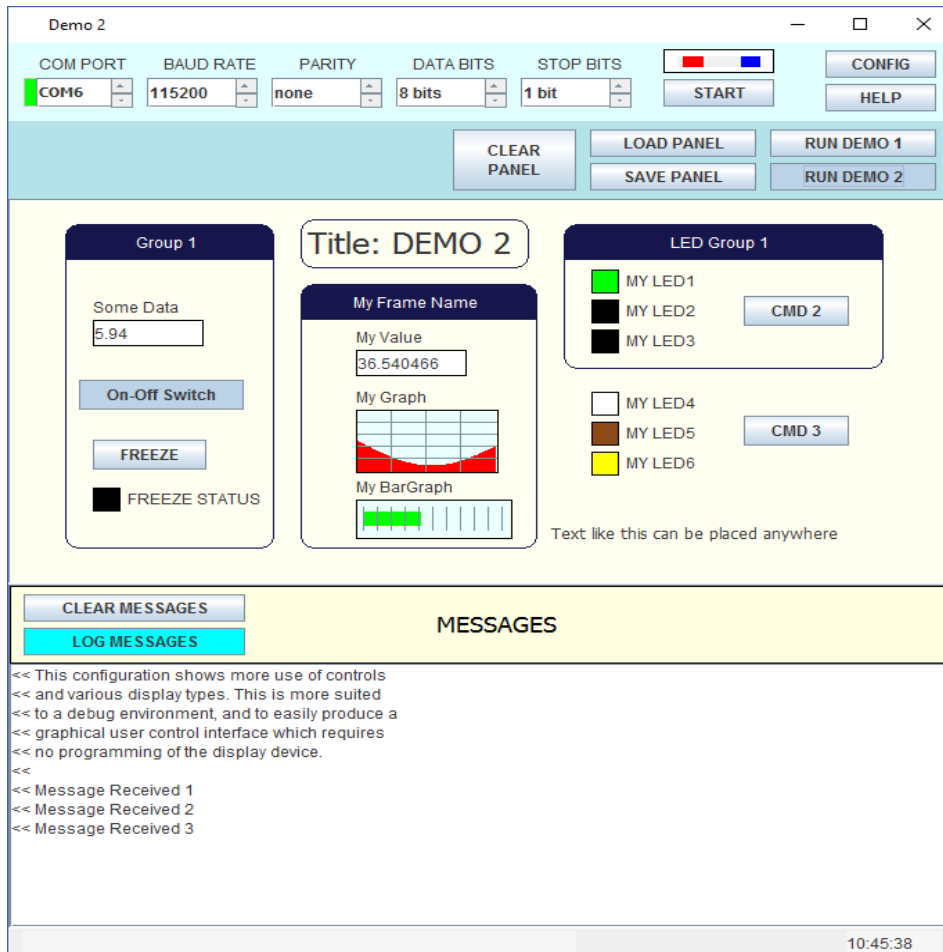 Demo 2
COM PORT BAUD RATE PARITY DATA BITS STOP BITS
CONFIG
COM6 115200 none 8 bits 1 bit START
HELP
CLEAR PANEL
LOAD PANEL RUN DEMO 1
SAVE PANEL RUN DEMO 2
Group 1
Some Data
5.94
On-Off Switch
FREEZE
FREEZE STATUS
Title: DEMO 2
My Frame Name
My Value
36.540466
My Graph
My BarGraph
LED Group 1
MY LED1
MY LED2
MY LED3
CMD 2
MY LED4
MY LED5
MY LED6
CMD 3
Text like this can be placed anywhere
CLEAR MESSAGES
LOG MESSAGES
MESSAGES
<< This configuration shows more use of controls
<< and various display types. This is more suited
<< to a debug environment, and to easily produce a
<< graphical user control interface which requires
<< no programming of the display device.
<<
<< Message Received 1
<< Message Received 2
<< Message Received 3
10:45:38